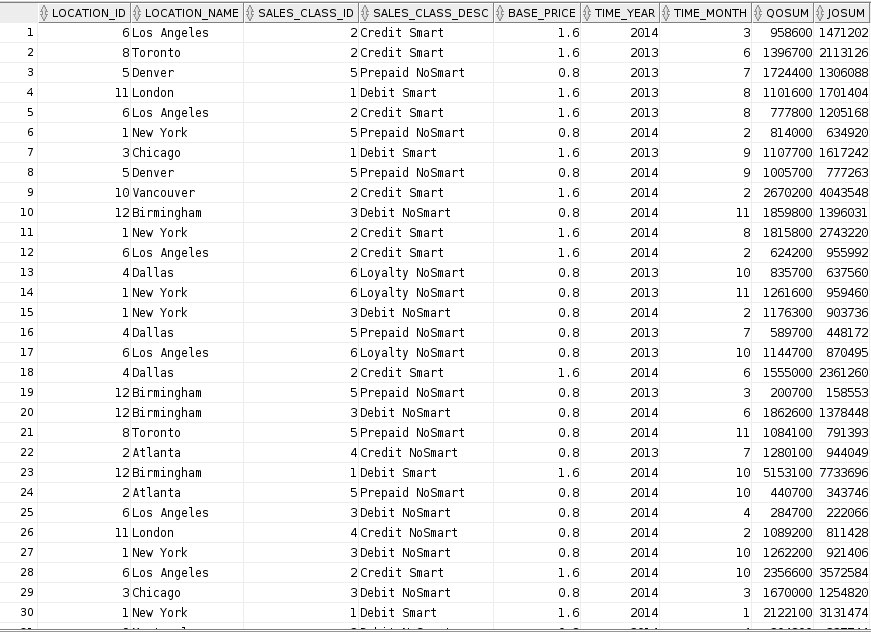 LOCATION_ID LOCATION_NAME SALES_CLASS_ID SALES_CLASS_DESC BASE_PRICE TIME_YEAR TIME_MONTH QOSUM JOSUM
1 6 Los Angeles 2 Credit Smart 1.6 2014 3 958600 1471202
2 8 Toronto 2 Credit Smart 1.6 2013 6 1396700 2113126
3 5 Denver 5 Prepaid NoSmart 0.8 2013 7 1724400 1306088
4 11 London 1 Debit Smart 1.6 2013 8 1101600 1701404
5 6 Los Angeles 2 Credit Smart 1.6 2013 8 777800 1205168
6 1 New York 5 Prepaid NoSmart 0.8 2014 2 814000 634920
7 3 Chicago 1 Debit Smart 1.6 2013 9 1107700 1617242
8 5 Denver 5 Prepaid NoSmart 0.8 2014 9 1005700 777263
9 10 Vancouver 2 Credit Smart 1.6 2014 2 2670200 4043548
10 12 Birmingham 3 Debit NoSmart 0.8 2014 11 1859800 1396031
11 1 New York 2 Credit Smart 1.6 2014 8 1815800 2743220
12 6 Los Angeles 2 Credit Smart 1.6 2014 2 624200 955992
13 4 Dallas 6 Loyalty NoSmart 0.8 2013 10 835700 637560
14 1 New York 6 Loyalty NoSmart 0.8 2013 11 1261600 959460
15 1 New York 3 Debit NoSmart 0.8 2014 2 1176300 903736
16 4 Dallas 5 Prepaid NoSmart 0.8 2013 7 589700 448172
17 6 Los Angeles 6 Loyalty NoSmart 0.8 2013 10 1144700 870495
18 4 Dallas 2 Credit Smart 1.6 2014 6 1555000 2361260
19 12 Birmingham 5 Prepaid NoSmart 0.8 2013 3 200700 158553
20 12 Birmingham 3 Debit NoSmart 0.8 2014 6 1862600 1378448
21 8 Toronto 5 Prepaid NoSmart 0.8 2014 11 1084100 791393
22 2 Atlanta 4 Credit NoSmart 0.8 2013 7 1280100 944049
23 12 Birmingham 1 Debit Smart 1.6 2014 10 5153100 7733696
24 2 Atlanta 5 Prepaid NoSmart 0.8 2014 10 440700 343746
25 6 Los Angeles 3 Debit NoSmart 0.8 2014 4 284700 222066
26 11 London 4 Credit NoSmart 0.8 2014 2 1089200 811428
27 1 New York 3 Debit NoSmart 0.8 2014 10 1262200 921406
28 6 Los Angeles 2 Credit Smart 1.6 2014 10 2356600 3572584
29 3 Chicago 3 Debit NoSmart 0.8 2014 3 1670000 1254820
30 1 New York 1 Debit Smart 1.6 2014 1 2122100 3131474